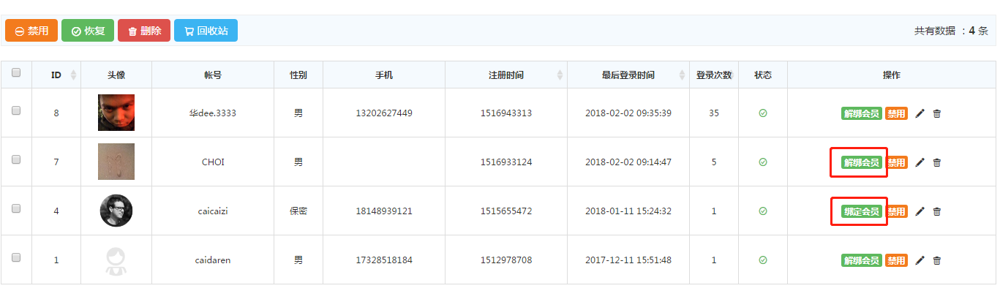 禁用 恢复 删除 回收站 共有数据 ：4 条
ID 头像 帐号 性别 手机 注册时间 最后登录时间 登录次数 状态 操作
8 华dee.3333 男 13202627449 1516943313 2018-02-02 09:35:39 35 解绑会员 禁用
7 CHOI 男 1516933124 2018-02-02 09:14:47 5 解绑会员 禁用
4 caicaizi 保密 18148939121 1515655472 2018-01-11 15:24:32 1 绑定会员 禁用
1 caidaren 男 17328518184 1512978708 2017-12-11 15:51:48 1 解绑会员 禁用